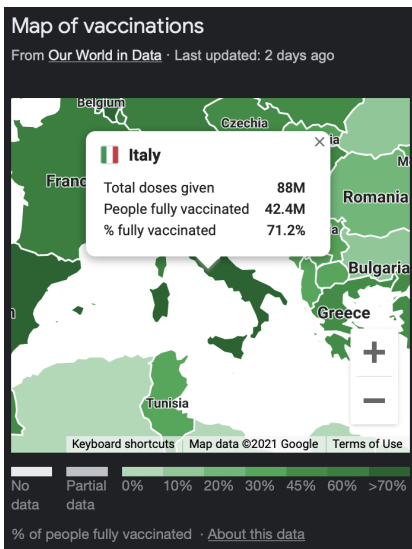 Map of vaccinations
From Our World in Data · Last updated: 2 days ago
Belgium
Czechia
ia
Italy
Franc
M
Total doses given 88M
People fully vaccinated 42.4M
% fully vaccinated 71.2%
Romania
a
Bulgaria
n
Greece
Tunisia
Keyboard shortcuts Map data ©2021 Google Terms of Use
No data
Partial data
0% 10% 20% 30% 45% 60% >70%
% of people fully vaccinated · About this data